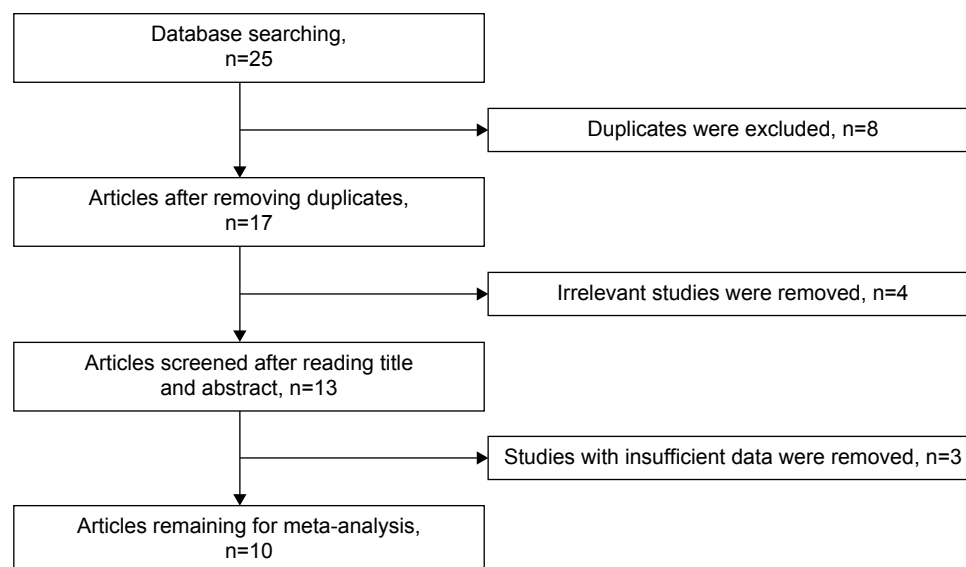 Database searching,
n=25
Duplicates were excluded, n=8
Articles after removing duplicates,
n=17
Irrelevant studies were removed, n=4
Articles screened after reading title
and abstract, n=13
Studies with insufficient data were removed, n=3
Articles remaining for meta-analysis,
n=10